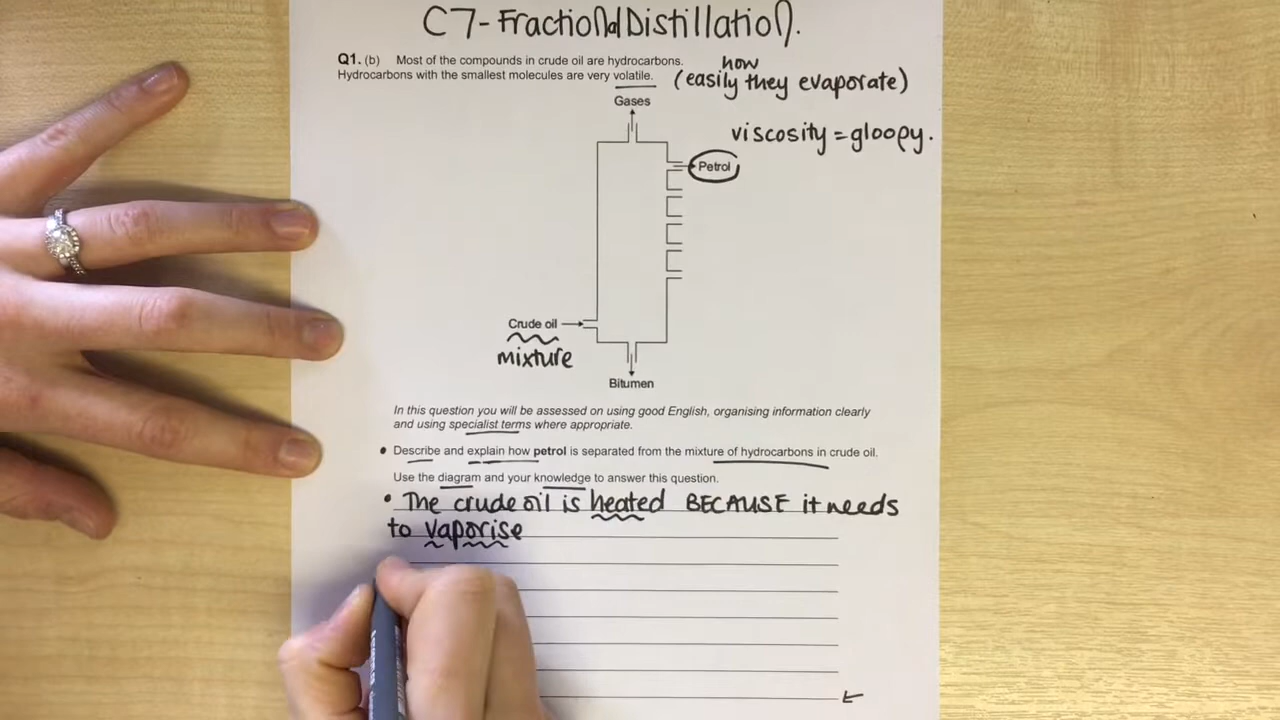 C7-Fractional Distillation.
Q1. (b) Most of the compounds in crude oil are hydrocarbons.
how
Hydrocarbons with the smallest molecules are very volatile. (easily they evaporate)
Gases
viscosity = gloopy.
Petrol
Crude oil
mixture
Bitumen
In this question you will be assessed on using good English, organising information clearly
and using specialist terms where appropriate.
• Describe and explain how petrol is separated from the mixture of hydrocarbons in crude oil.
Use the diagram and your knowledge to answer this question.
• The crude oil is heated BECAUSE it needs
to vaporise